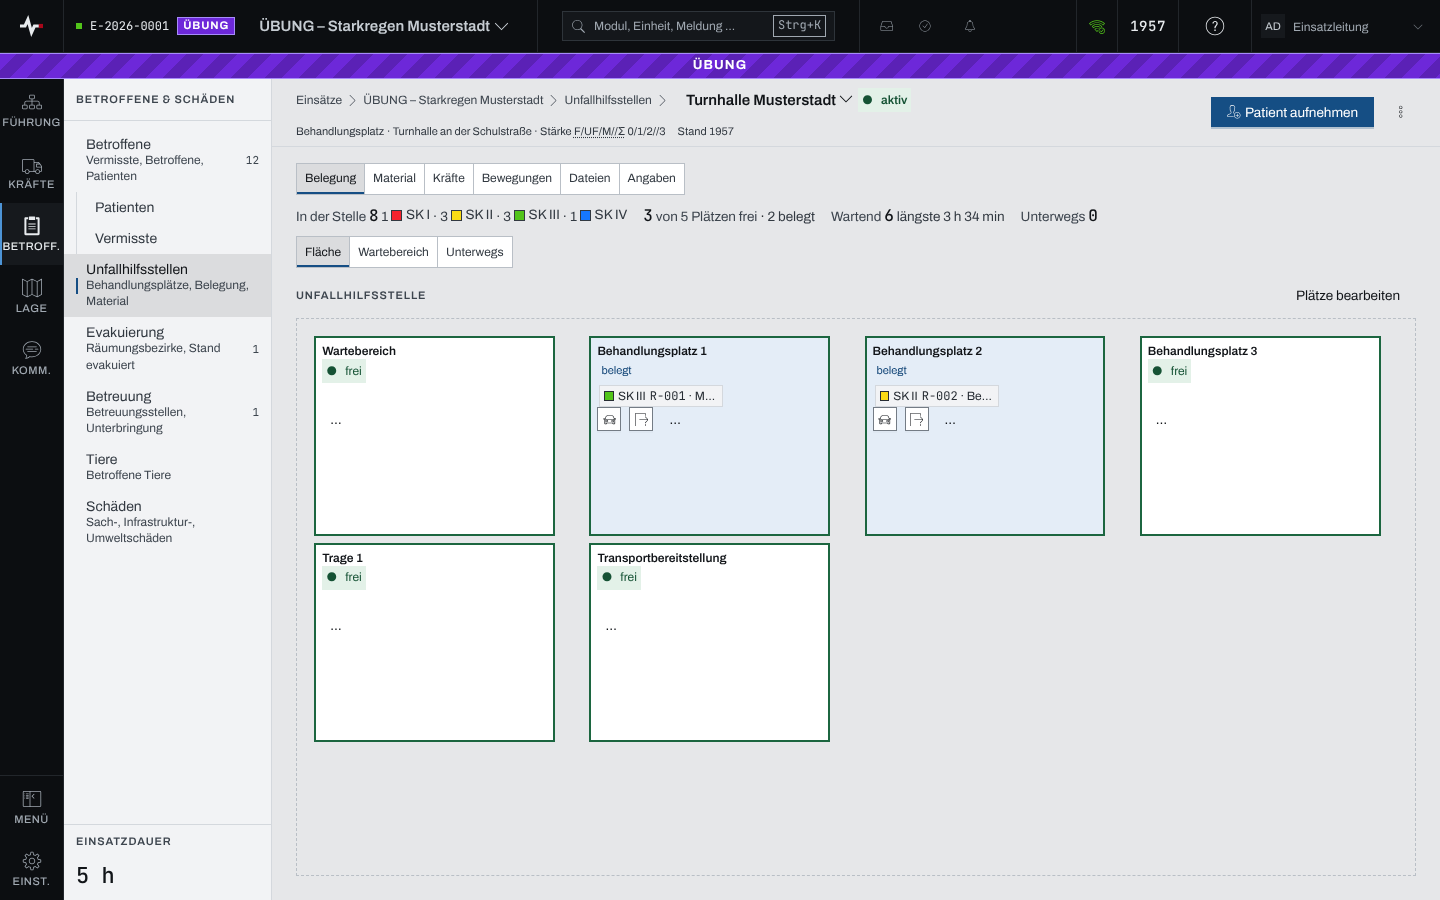 E-2026-0001 ÜBUNG ÜBUNG – Starkregen Musterstadt Modul, Einheit, Meldung ... Strg+K 1957 ? AD Einsatzleitung
ÜBUNG
FÜHRUNG
KRÄFTE
BETROFF.
LAGE
KOMM.
MENÜ
EINST.
BETROFFENE & SCHÄDEN
Betroffene
Vermisste, Betroffene, Patienten 12
Patienten
Vermisste
Unfallhilfsstellen
Behandlungsplätze, Belegung,
Material
Evakuierung
Räumungsbezirke, Stand 1
evakuiert
Betreuung
Betreuungsstellen, 1
Unterbringung
Tiere
Betroffene Tiere
Schäden
Sach-, Infrastruktur-,
Umweltschäden
EINSATZDAUER
5 h
Einsätze ÜBUNG – Starkregen Musterstadt Unfallhilfsstellen Turnhalle Musterstadt aktiv
Behandlungsplatz · Turnhalle an der Schulstraße · Stärke F/UF/M//Σ 0/1/2//3 Stand 1957
Patient aufnehmen
Belegung Material Kräfte Bewegungen Dateien Angaben
In der Stelle 8 1 SK I · 3 SK II · 3 SK III · 1 SK IV 3 von 5 Plätzen frei · 2 belegt Wartend 6 längste 3 h 34 min Unterwegs 0
Fläche Wartebereich Unterwegs
UNFALLHILFSSTELLE Plätze bearbeiten
Wartebereich
frei
...
Behandlungsplatz 1
belegt
SK III R-001 · M...
...
Behandlungsplatz 2
belegt
SK II R-002 · Be...
...
Behandlungsplatz 3
frei
...
Trage 1
frei
...
Transportbereitstellung
frei
...